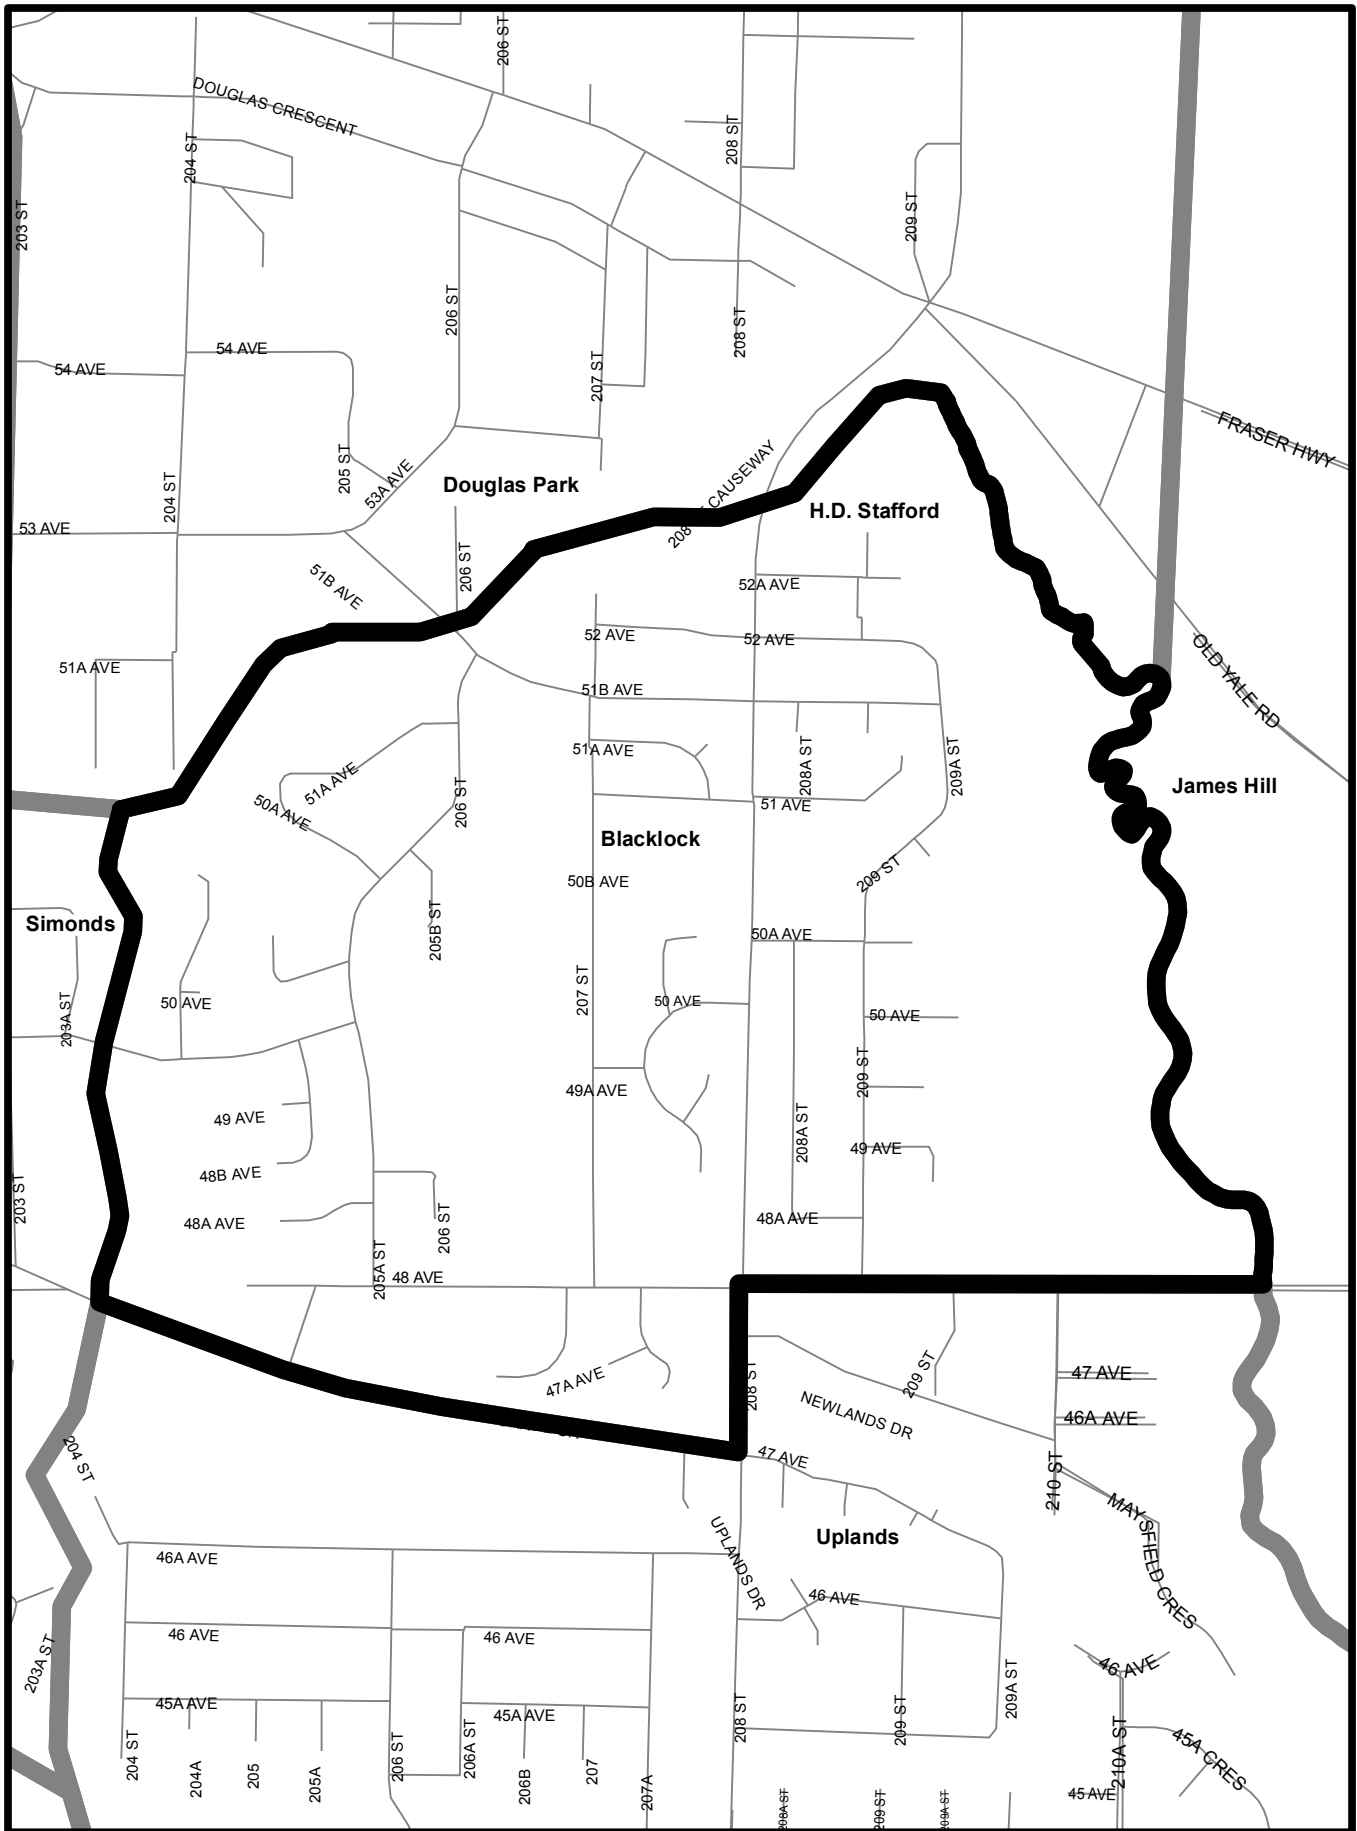 206 ST
DOUGLAS CRESCENT
204 ST
208 ST
203 ST
209 ST
206 ST
208 ST
54 AVE
54 AVE
207 ST
FRASER HWY
205 ST
53A AVE
204 ST
Douglas Park
CAUSEWAY
H.D. Stafford
53 AVE
51B AVE
206 ST
52A AVE
52 AVE
52 AVE
51A AVE
OLD YALE RD
51B AVE
51A AVE
208A ST
209A ST
50A AVE
51A AVE
206 ST
51 AVE
James Hill
Blacklock
50B AVE
209 ST
Simonds
205B ST
50A AVE
203A ST
50 AVE
207 ST
50 AVE
50 AVE
49A AVE
209 ST
49 AVE
208A ST
49 AVE
48B AVE
203 ST
48A AVE
206 ST
48A AVE
205A ST
48 AVE
47A AVE
208 ST
209 ST
47 AVE
NEWLANDS DR
46A AVE
204 ST
47 AVE
210 ST
MAYSFIELD CRES
UPLANDS DR
Uplands
46A AVE
46 AVE
46 AVE
46 AVE
203A ST
46 AVE
45A AVE
45A AVE
208 ST
209 ST
209A ST
204 ST
204A
205
205A
206 ST
206A ST
206B
207
207A
210A ST
45A CRES
45 AVE
208A ST
209 ST
209A ST